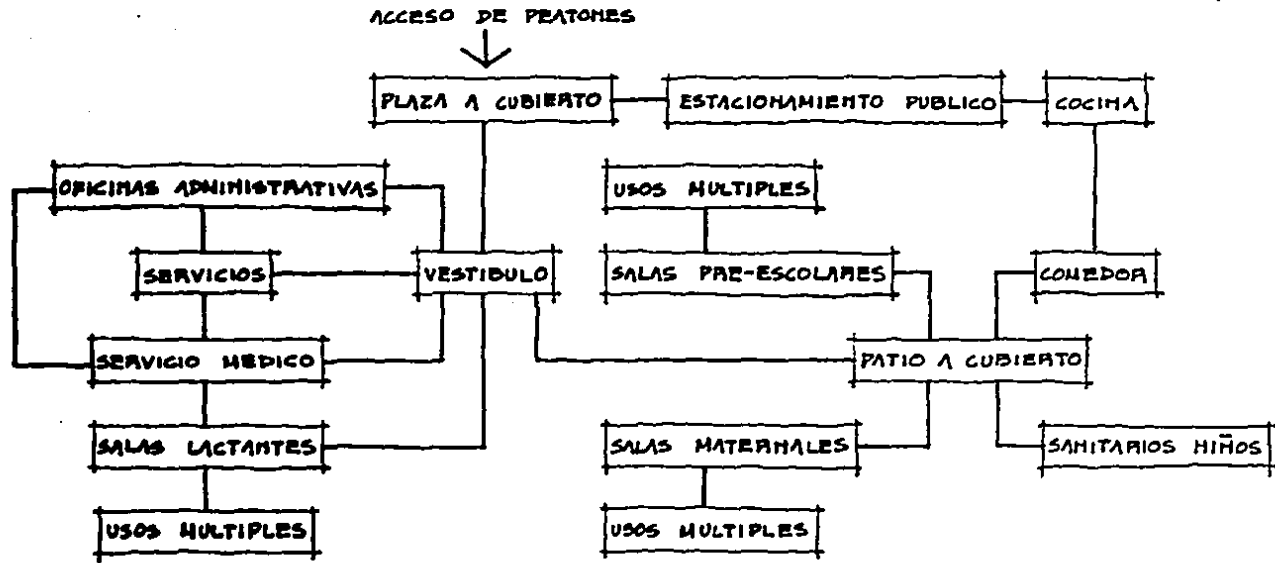 ACCESO DE PEATONES
PLAZA A CUBIERTO
ESTACIONAMIENTO PUBLICO
COCINA
OFICINAS ADMINISTRATIVAS
USOS MULTIPLES
SERVICIOS
VESTIBULO
SALAS PRE-ESCOLARES
COMEDOR
SERVICIO MEDICO
PATIO A CUBIERTO
SALAS LACTANTES
SALAS MATERNALES
SANITARIOS NIÑOS
USOS MULTIPLES
USOS MULTIPLES